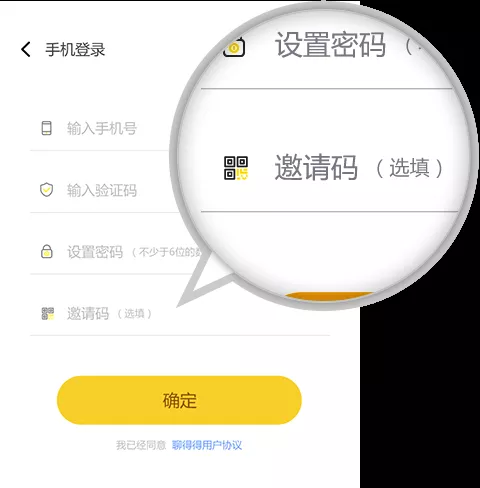 手机登录
输入手机号
输入验证码
设置密码（不少于6位的
邀请码（选填）
确定
我已经同意 聊得得用户协议
设置密码（
邀请码（选填）